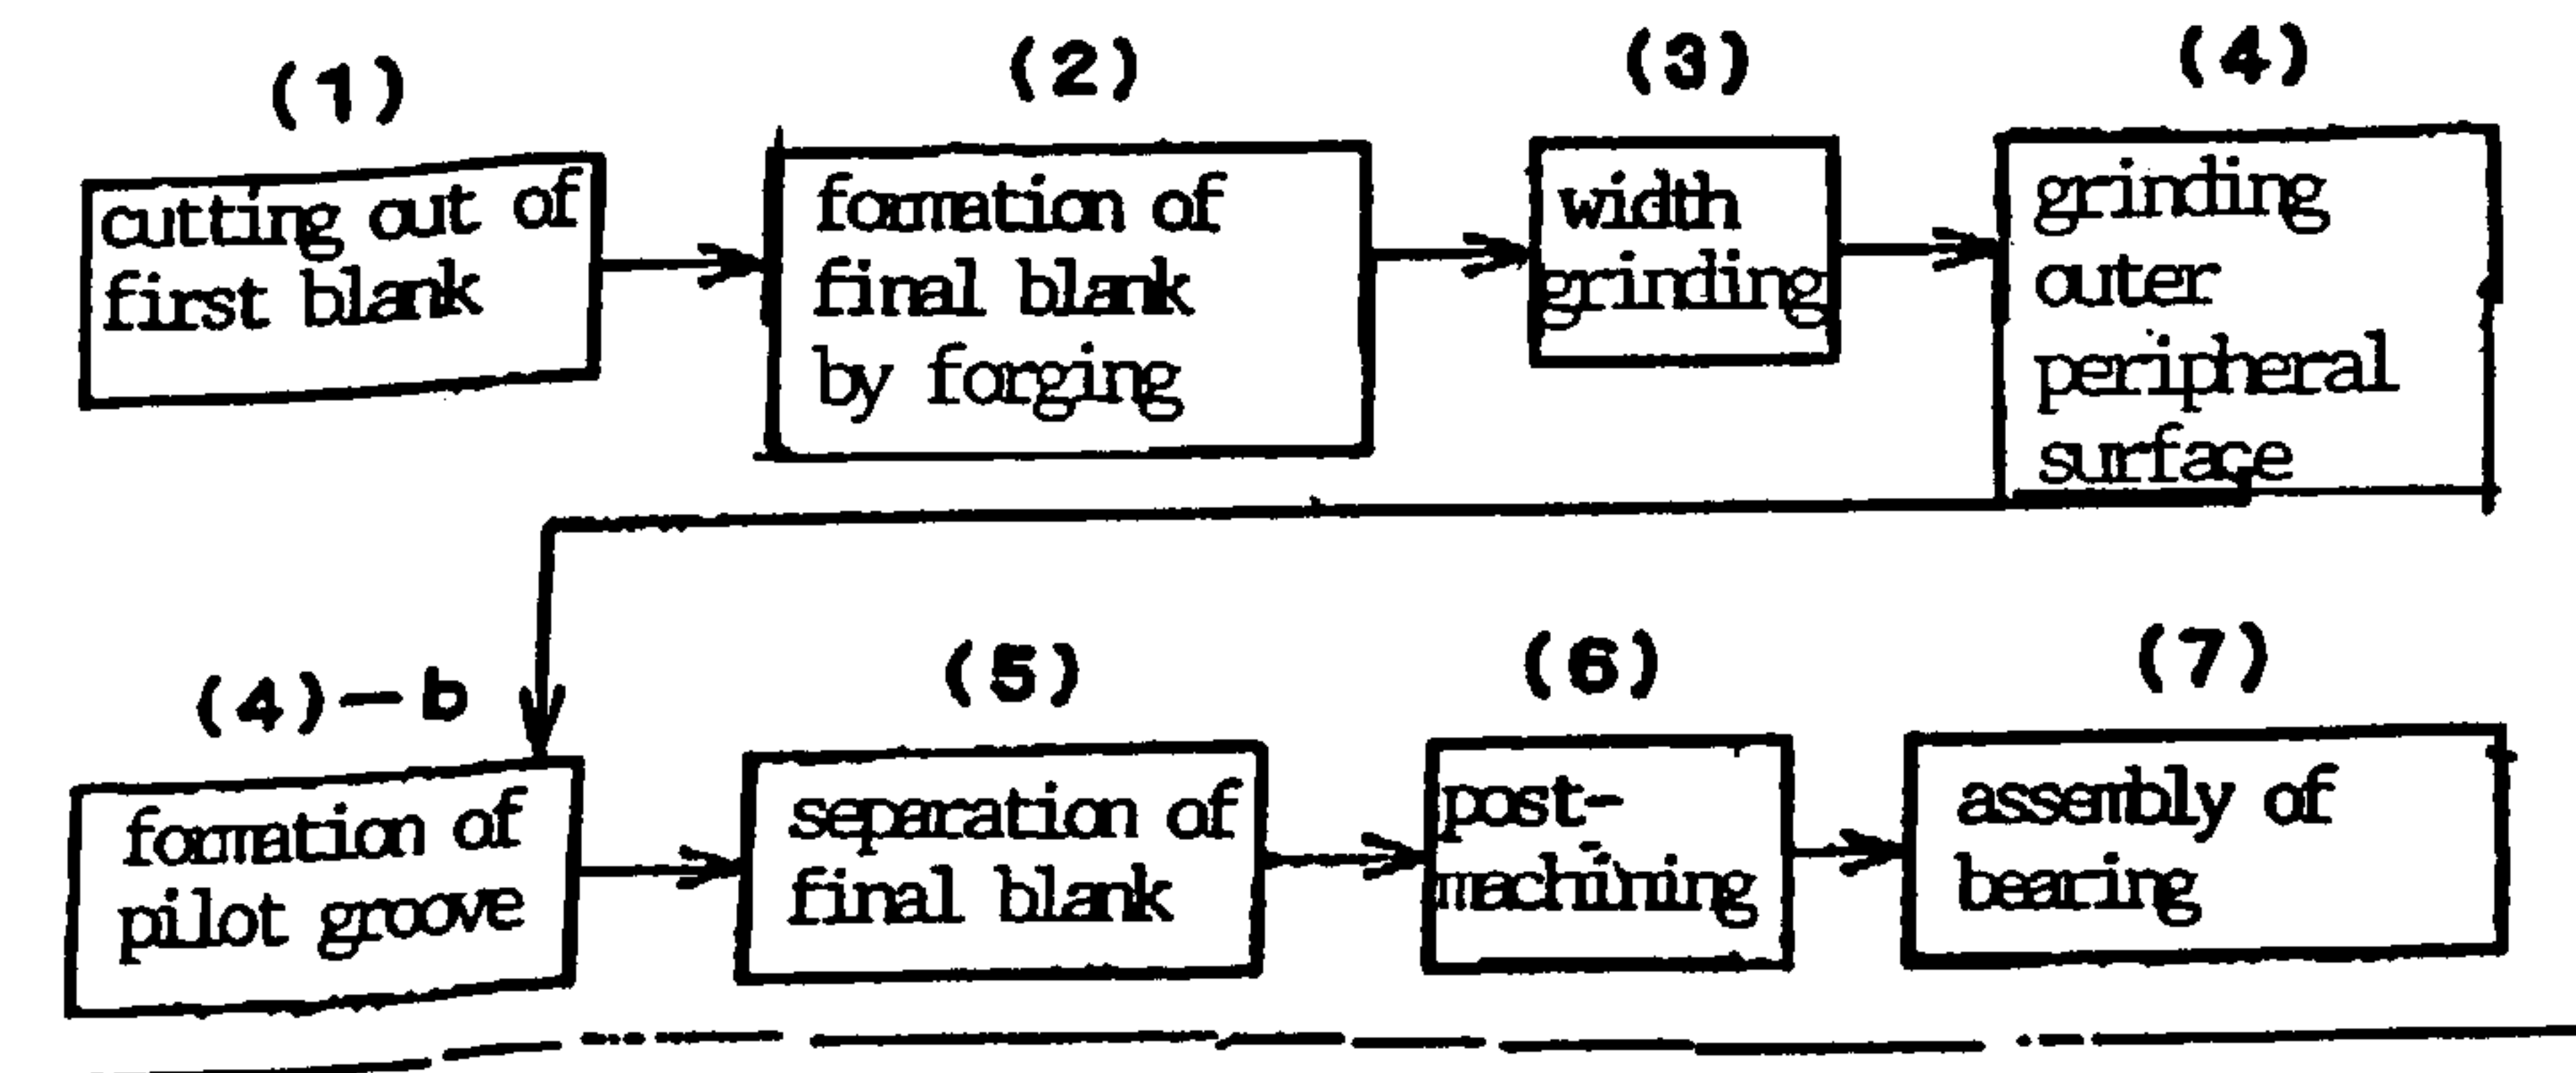 (1)
cutting out of
first blank
(2)
formation of
final blank
by forging
(3)
width
grinding
(4)
grinding
outer
peripheral
surface
(4)-b
formation of
pilot groove
(5)
separation of
final blank
(6)
post-
machining
(7)
assembly of
bearing